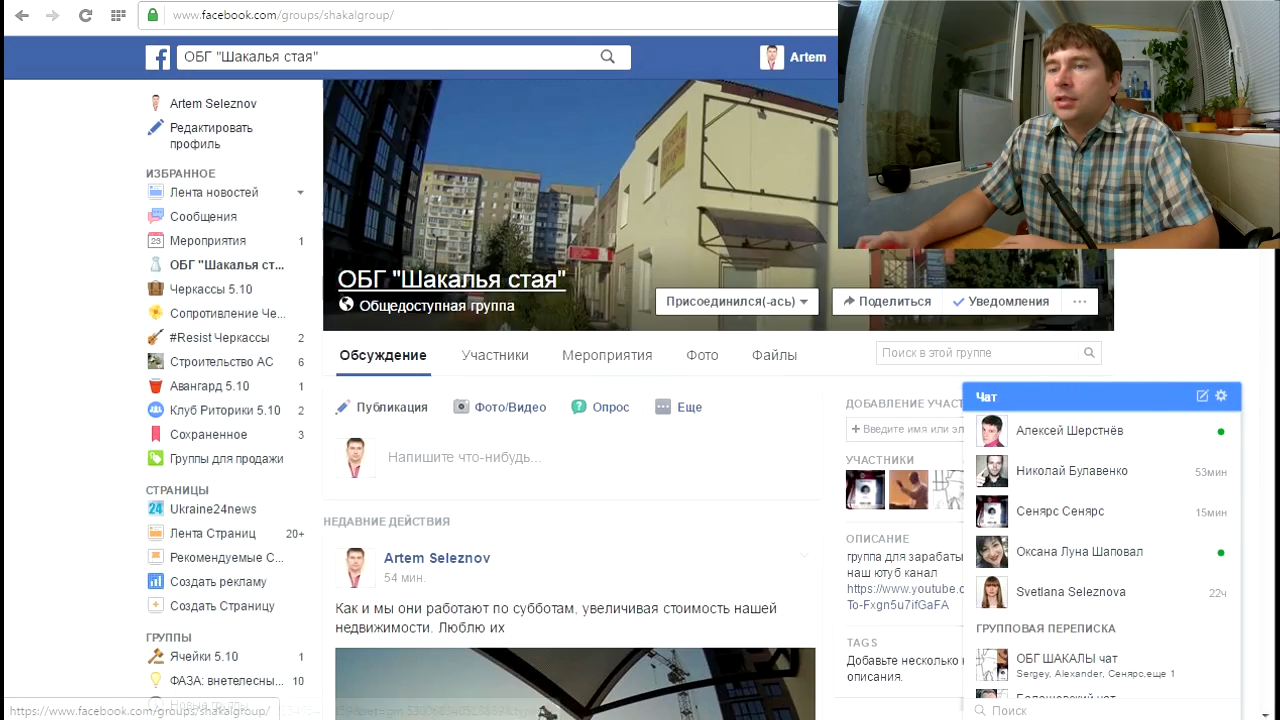 www.facebook.com/groups/shakalgroup/
ОБГ "Шакалья стая"
Artem
Artem Seleznov
Редактировать
профиль
ИЗБРАННОЕ
Лента новостей
Сообщения
Мероприятия 1
ОБГ "Шакалья ст...
Черкассы 5.10
Сопротивление Че...
#Resist Черкассы 2
Строительство АС 6
Авангард 5.10 1
Клуб Риторики 5.10 2
Сохраненное 3
Группы для продажи
СТРАНИЦЫ
Ukraine24news
Лента Страниц 20+
Рекомендуемые С...
Создать рекламу
Создать Страницу
ГРУППЫ
Ячейки 5.10 1
ФАЗА: внетелесны... 10
https://www.facebook.com/groups/shakalgroup/
ОБГ "Шакалья стая"
Общедоступная группа
Присоединился(-ась)
Поделиться
Уведомления
Обсуждение
Участники
Мероприятия
Фото
Файлы
Поиск в этой группе
Публикация
Фото/Видео
Опрос
Еще
Напишите что-нибудь...
НЕДАВНИЕ ДЕЙСТВИЯ
Artem Seleznov
54 мин.
Как и мы они работают по субботам, увеличивая стоимость нашей
недвижимости. Люблю их
ДОБАВЛЕНИЕ УЧАСТ
+ Введите имя или эл
УЧАСТНИКИ
ОПИСАНИЕ
группа для зарабаты
наш ютуб канал
https://www.youtube.c
To-Fxgn5u7ifGaFA
TAGS
Добавьте несколько
описания.
Чат
Алексей Шерстнёв
Николай Булавенко 53мин
Сенярс Сенярс 15мин
Оксана Луна Шаповал
Svetlana Seleznova 22ч
ГРУППОВАЯ ПЕРЕПИСКА
ОБГ ШАКАЛЫ чат
Sergey, Alexander, Сенярс,еще 1
Поиск